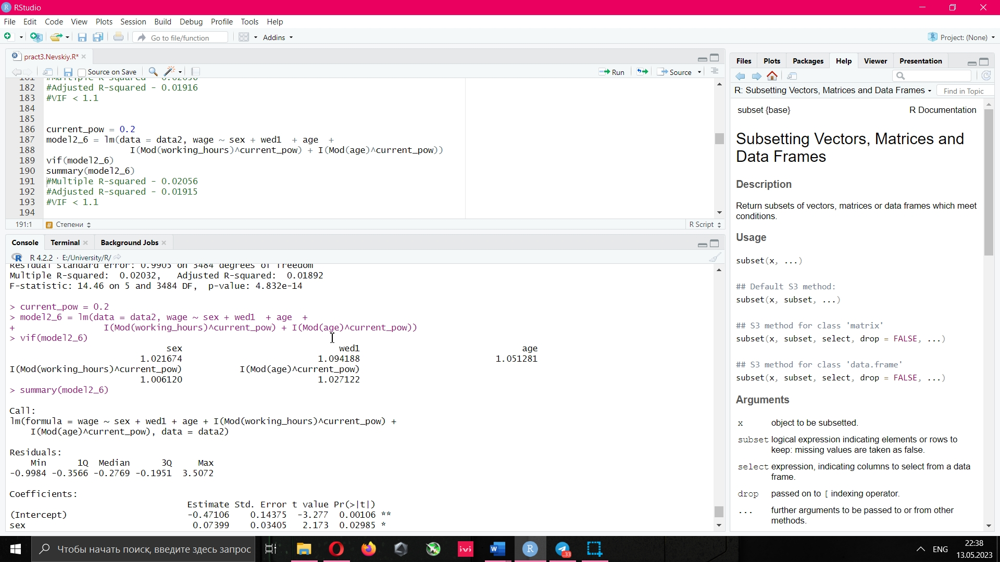 RStudio
File Edit Code View Plots Session Build Debug Profile Tools Help
Go to file/function Addins Project: (None)
pract3.Nevskiy.R*
Source on Save Run Source
182 #Adjusted R-squared - 0.01916
183 #VIF < 1.1
184
185
186 current_pow = 0.2
187 model2_6 = lm(data = data2, wage ~ sex + wed1 + age +
188 I(Mod(working_hours)^current_pow) + I(Mod(age)^current_pow))
189 vif(model2_6)
190 summary(model2_6)
191 #Multiple R-squared - 0.02056
192 #Adjusted R-squared - 0.01915
193 #VIF < 1.1
194
191:1 # Степени R Script
Console Terminal Background Jobs
R 4.2.2 · E:/University/R/
Residual standard error: 0.9905 on 3484 degrees of freedom
Multiple R-squared: 0.02032, Adjusted R-squared: 0.01892
F-statistic: 14.46 on 5 and 3484 DF, p-value: 4.832e-14
> current_pow = 0.2
> model2_6 = lm(data = data2, wage ~ sex + wed1 + age +
+ I(Mod(working_hours)^current_pow) + I(Mod(age)^current_pow))
> vif(model2_6)
sex wed1 age
1.021674 1.094188 1.051281
I(Mod(working_hours)^current_pow) I(Mod(age)^current_pow)
1.006120 1.027122
> summary(model2_6)
Call:
lm(formula = wage ~ sex + wed1 + age + I(Mod(working_hours)^current_pow) +
I(Mod(age)^current_pow), data = data2)
Residuals:
Min 1Q Median 3Q Max
-0.9984 -0.3566 -0.2769 -0.1951 3.5072
Coefficients:
Estimate Std. Error t value Pr(>|t|)
(Intercept) -0.47106 0.14375 -3.277 0.00106 **
sex 0.07399 0.03405 2.173 0.02985 *
Files Plots Packages Help Viewer Presentation
R: Subsetting Vectors, Matrices and Data Frames Find in Topic
subset {base} R Documentation
Subsetting Vectors, Matrices and
Data Frames
Description
Return subsets of vectors, matrices or data frames which meet
conditions.
Usage
subset(x, ...)
## Default S3 method:
subset(x, subset, ...)
## S3 method for class 'matrix'
subset(x, subset, select, drop = FALSE, ...)
## S3 method for class 'data.frame'
subset(x, subset, select, drop = FALSE, ...)
Arguments
x object to be subsetted.
subset logical expression indicating elements or rows to
keep: missing values are taken as false.
select expression, indicating columns to select from a data
frame.
drop passed on to [ indexing operator.
... further arguments to be passed to or from other
methods.
Чтобы начать поиск, введите здесь запрос
ivi
33
ENG
22:38
13.05.2023